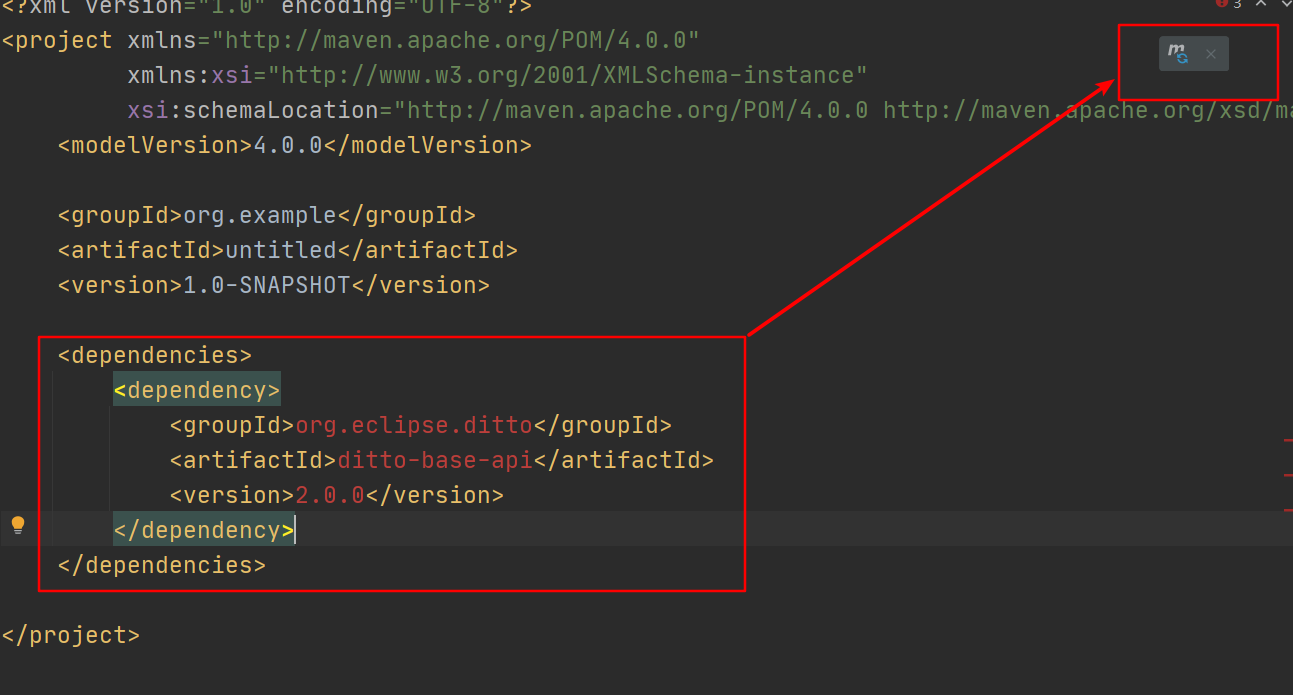 <?xml version="1.0" encoding="UTF-8"?>
3
<project xmlns="http://maven.apache.org/POM/4.0.0"
m
xmlns:xsi="http://www.w3.org/2001/XMLSchema-instance"
xsi:schemaLocation="http://maven.apache.org/POM/4.0.0 http://maven.apache.org/xsd/ma
<modelVersion>4.0.0</modelVersion>
<groupId>org.example</groupId>
<artifactId>untitled</artifactId>
<version>1.0-SNAPSHOT</version>
<dependencies>
<dependency>
<groupId>org.eclipse.ditto</groupId>
<artifactId>ditto-base-api</artifactId>
<version>2.0.0</version>
</dependency>
</dependencies>
</project>